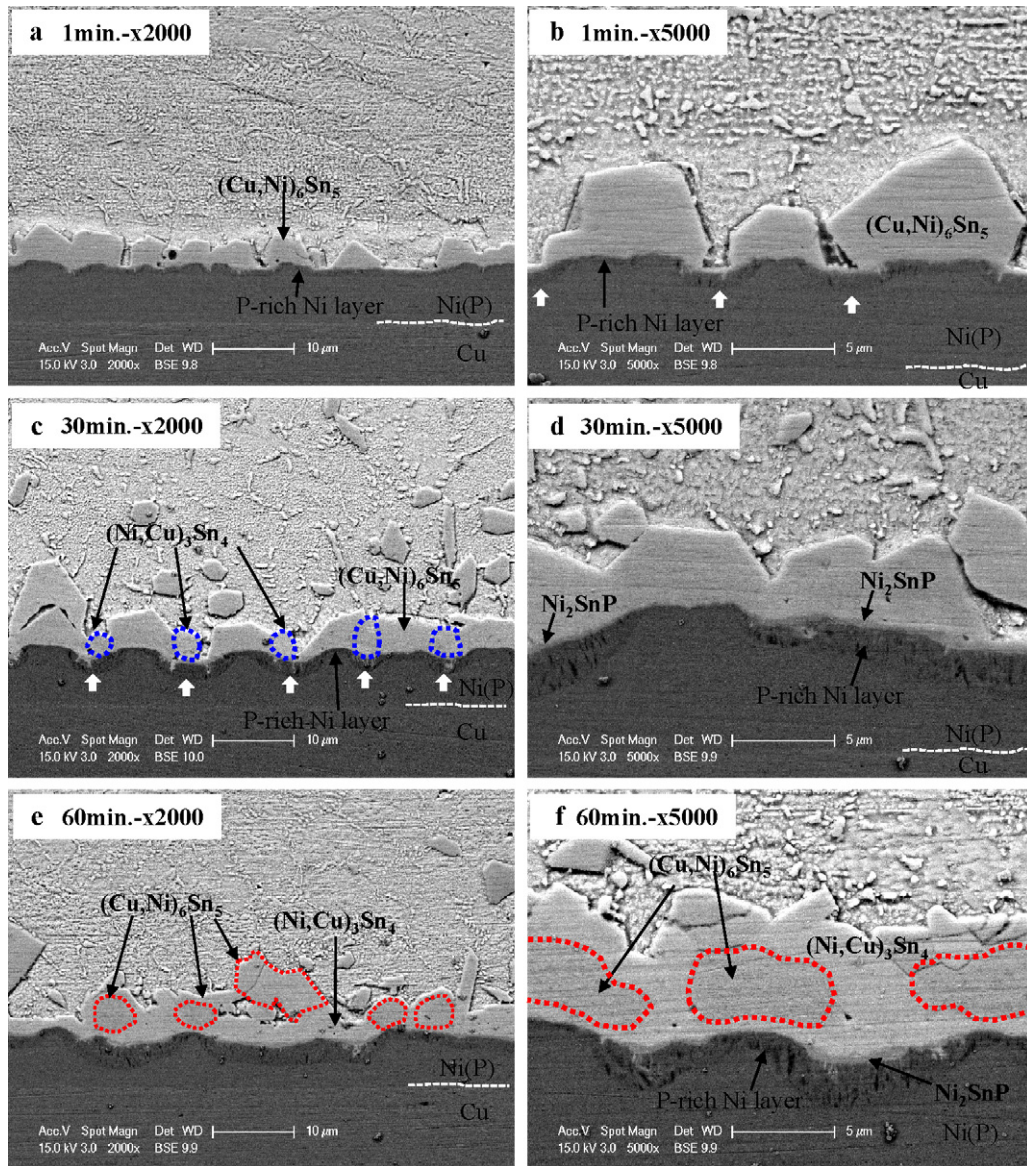 a 1min.-x2000
(Cu,Ni)₆Sn₅
P-rich Ni layer
Ni(P)
Cu
Acc.V Spot Magn Det WD 10 μm
15.0 kV 3.0 2000x BSE 9.8
b 1min.-x5000
(Cu,Ni)₆Sn₅
P-rich Ni layer
Ni(P)
Cu
Acc.V Spot Magn Det WD 5 μm
15.0 kV 3.0 5000x BSE 9.8
c 30min.-x2000
(Ni,Cu)₃Sn₄
(Cu,Ni)₆Sn₅
P-rich Ni layer
Ni(P)
Cu
Acc.V Spot Magn Det WD 10 μm
15.0 kV 3.0 2000x BSE 10.0
d 30min.-x5000
Ni₂SnP
Ni₂SnP
P-rich Ni layer
Ni(P)
Cu
Acc.V Spot Magn Det WD 5 μm
15.0 kV 3.0 5000x BSE 9.9
e 60min.-x2000
(Cu,Ni)₆Sn₅
(Ni,Cu)₃Sn₄
Ni(P)
Cu
Acc.V Spot Magn Det WD 10 μm
15.0 kV 3.0 2000x BSE 9.9
f 60min.-x5000
(Cu,Ni)₆Sn₅
(Ni,Cu)₃Sn₄
P-rich Ni layer
Ni₂SnP
Ni(P)
Acc.V Spot Magn Det WD 5 μm
15.0 kV 3.0 5000x BSE 9.9